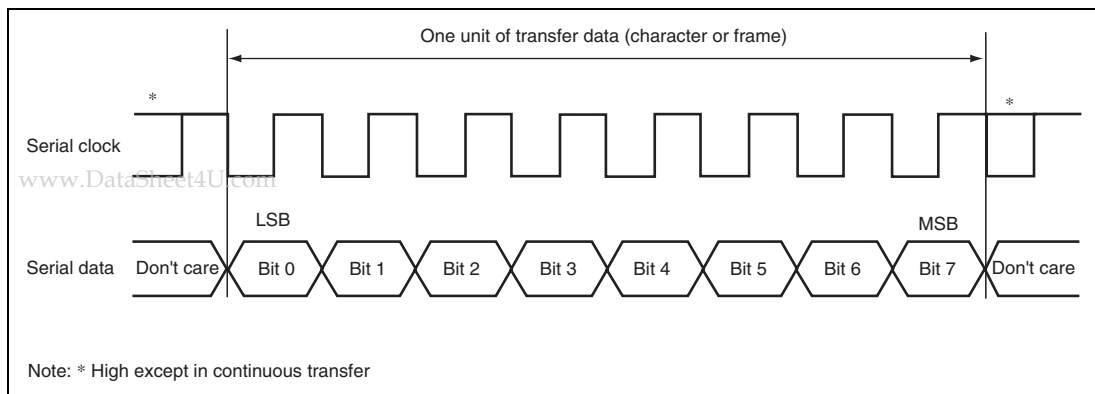 One unit of transfer data (character or frame)
*
*
Serial clock
www.DataSheet4U.com
LSB
MSB
Serial data
Don't care
Bit 0
Bit 1
Bit 2
Bit 3
Bit 4
Bit 5
Bit 6
Bit 7
Don't care
Note: * High except in continuous transfer